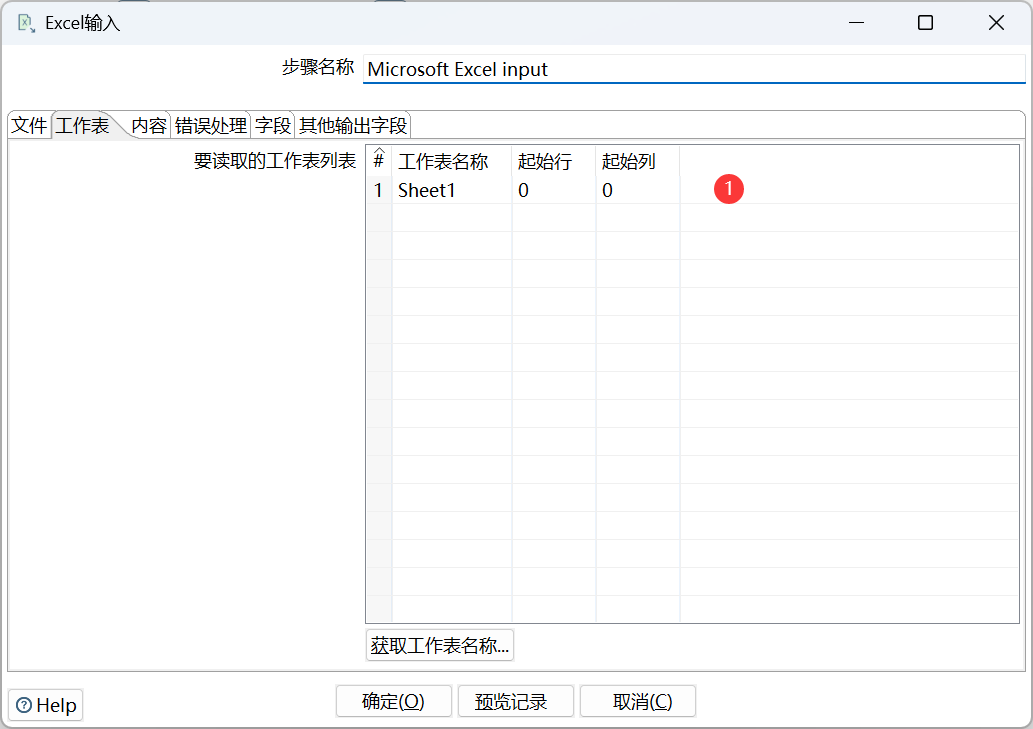 Excel输入
步骤名称 Microsoft Excel input
文件 工作表 内容 错误处理 字段 其他输出字段
要读取的工作表列表 # 工作表名称 起始行 起始列
1 Sheet1 0 0 1
获取工作表名称...
Help 确定(O) 预览记录 取消(C)